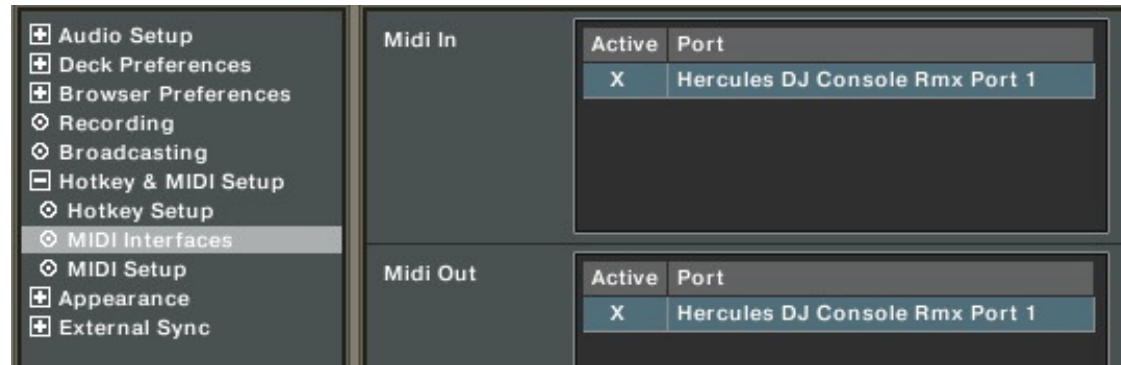 Audio Setup
Deck Preferences
Browser Preferences
Recording
Broadcasting
Hotkey & MIDI Setup
Hotkey Setup
MIDI Interfaces
MIDI Setup
Appearance
External Sync
Midi In
Active Port
X Hercules DJ Console Rmx Port 1
Midi Out
Active Port
X Hercules DJ Console Rmx Port 1